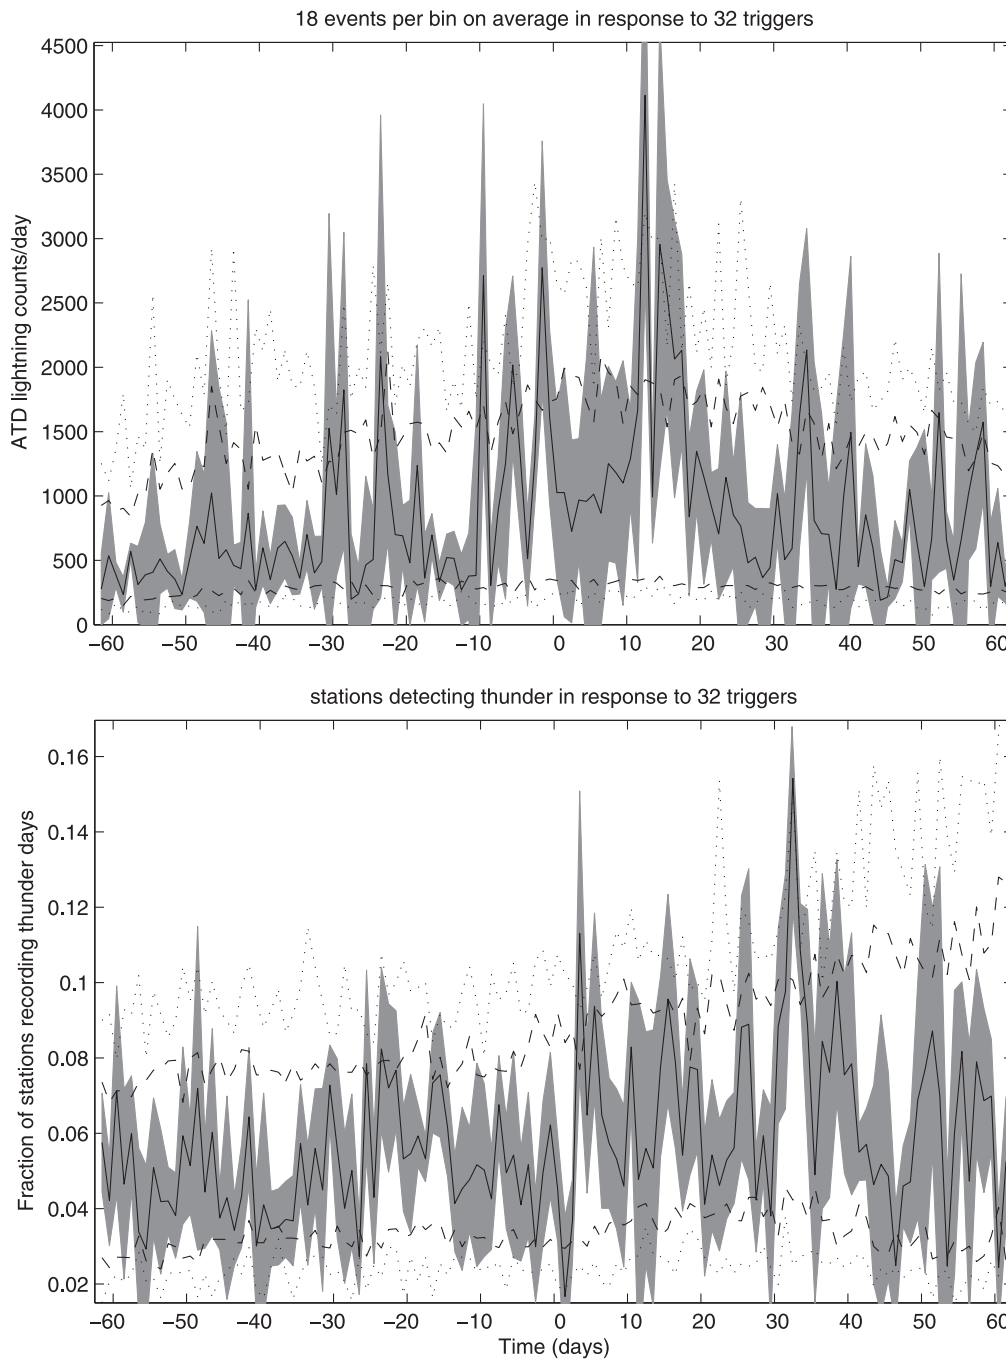 18 events per bin on average in response to 32 triggers
4500
4000
3500
3000
2500
2000
1500
1000
500
0
ATD lightning counts/day
−60 −50 −40 −30 −20 −10 0 10 20 30 40 50 60
stations detecting thunder in response to 32 triggers
0.16
0.14
0.12
0.1
0.08
0.06
0.04
0.02
Fraction of stations recording thunder days
−60 −50 −40 −30 −20 −10 0 10 20 30 40 50 60
Time (days)